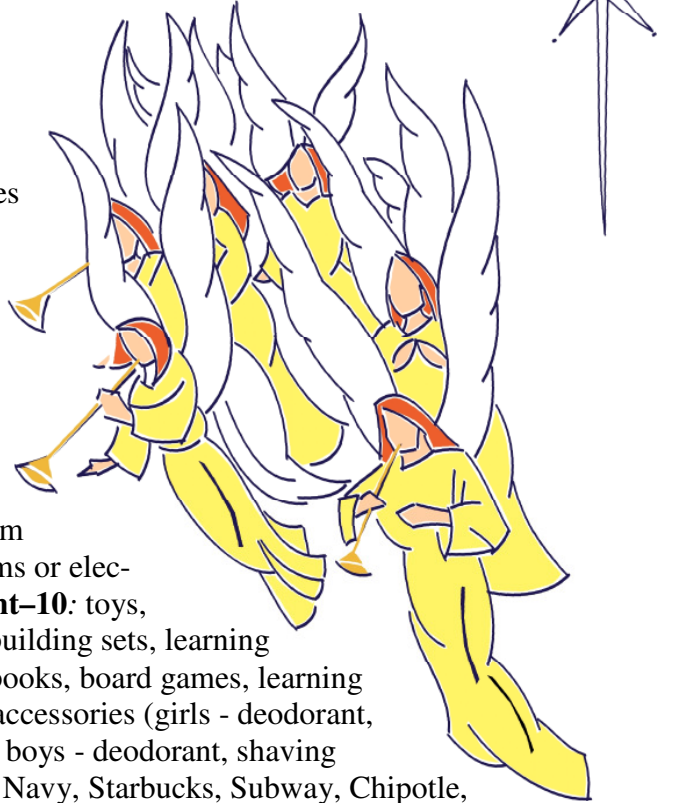 es
m
ms or elec-
nt–10: toys,
building sets, learning
books, board games, learning
accessories (girls - deodorant,
boys - deodorant, shaving
Navy, Starbucks, Subway, Chipotle,